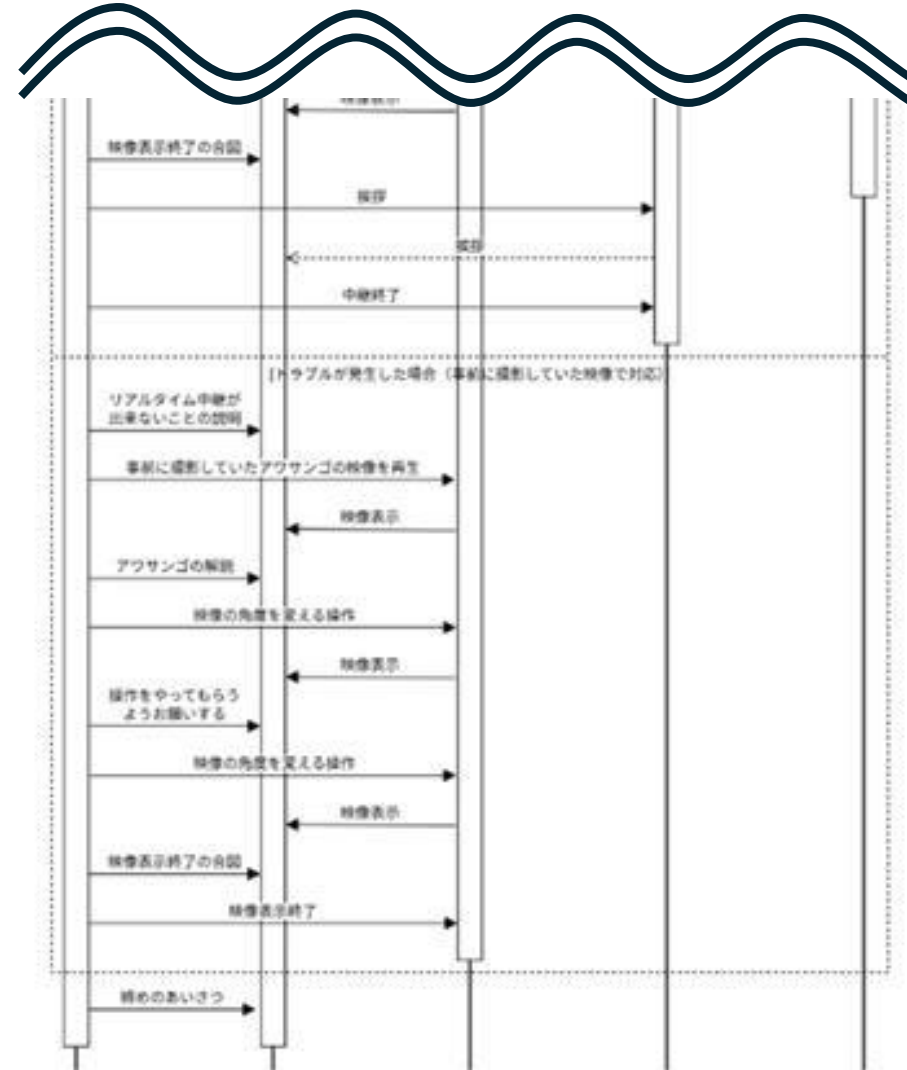 映像表示
映像表示終了の合図
挨拶
挨拶
中継終了
[トラブルが発生した場合（事前に撮影していた映像で対応）
リアルタイム中継が
出来ないことの説明
事前に撮影していたアワサンゴの映像を再生
映像表示
アワサンゴの解説
映像の角度を変える操作
映像表示
操作をやってもらう
ようお願いする
映像の角度を変える操作
映像表示
映像表示終了の合図
映像表示終了
締めのあいさつ